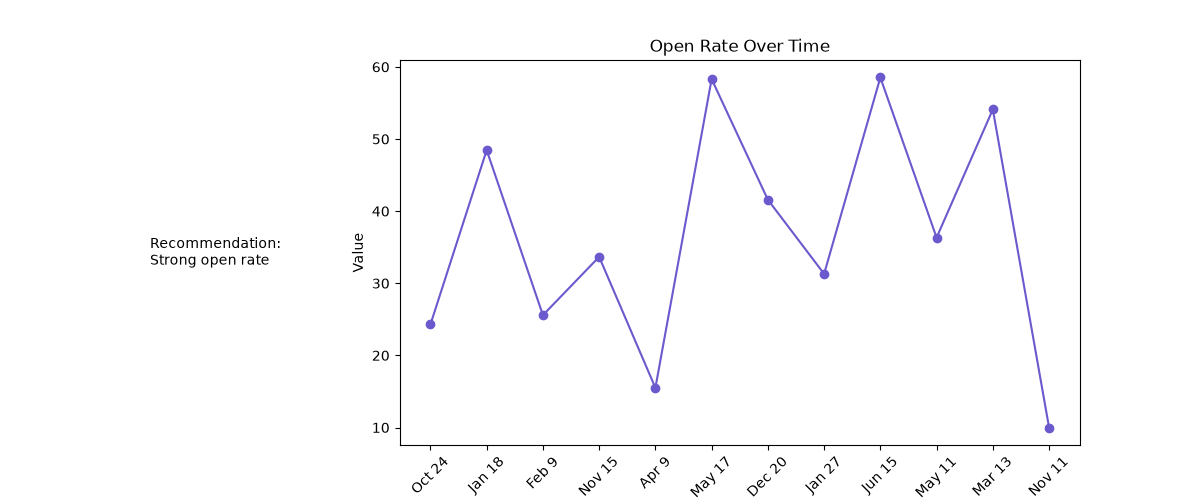 Open Rate Over Time
Recommendation:
Strong open rate
Value
60
50
40
30
20
10
Oct 24
Jan 18
Feb 9
Nov 15
Apr 9
May 17
Dec 20
Jan 27
Jun 15
May 11
Mar 13
Nov 11